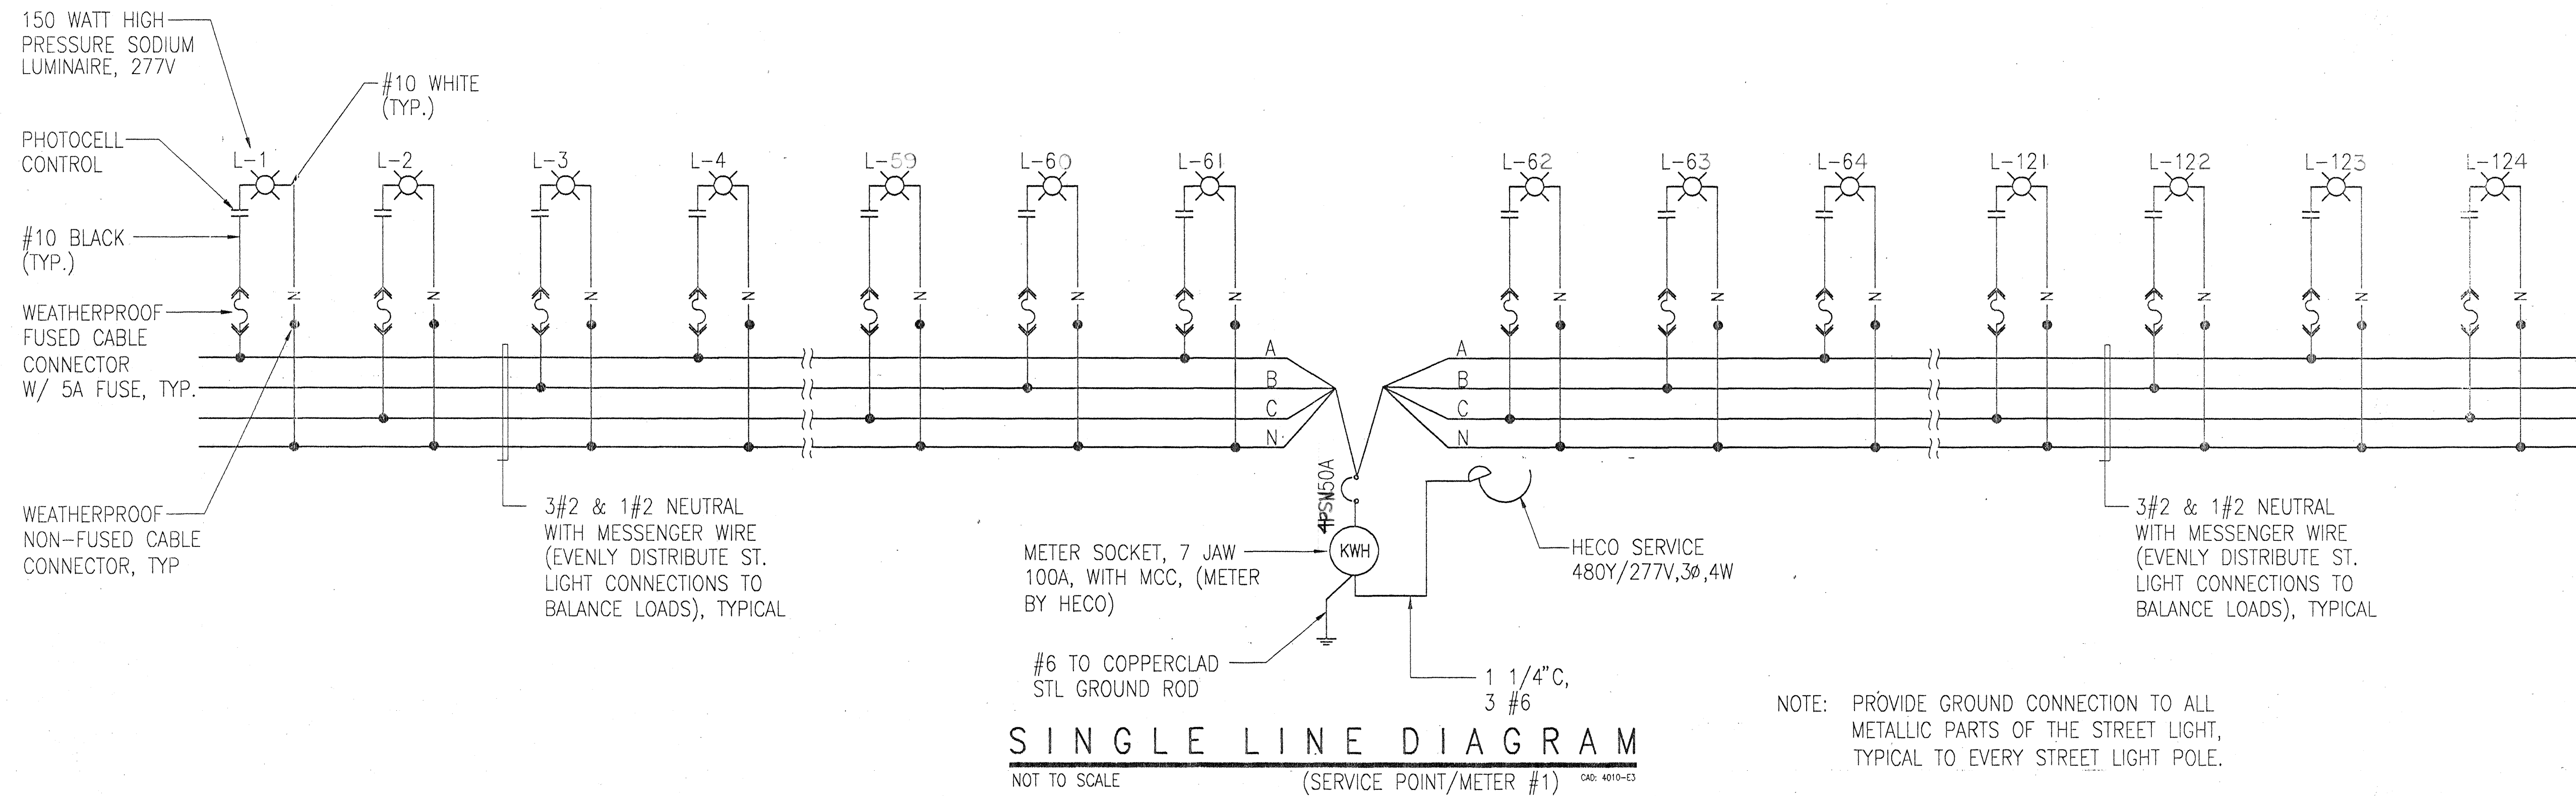 150 WATT HIGH
PRESSURE SODIUM
LUMINAIRE, 277V
#10 WHITE
(TYP.)
PHOTOCELL
CONTROL
#10 BLACK
(TYP.)
WEATHERPROOF
FUSED CABLE
CONNECTOR
W/ 5A FUSE, TYP.
WEATHERPROOF
NON-FUSED CABLE
CONNECTOR, TYP
L-1
L-2
L-3
L-4
L-59
L-60
L-61
L-62
L-63
L-64
L-121
L-122
L-123
L-124
N
N
N
N
N
N
N
N
N
N
N
N
N
N
A
B
C
N
A
B
C
N
3#2 & 1#2 NEUTRAL
WITH MESSENGER WIRE
(EVENLY DISTRIBUTE ST.
LIGHT CONNECTIONS TO
BALANCE LOADS), TYPICAL
50A
KWH
METER SOCKET, 7 JAW
100A, WITH MCC, (METER
BY HECO)
#6 TO COPPERCLAD
STL GROUND ROD
HECO SERVICE
480Y/277V,3ø,4W
1 1/4"C,
3 #6
3#2 & 1#2 NEUTRAL
WITH MESSENGER WIRE
(EVENLY DISTRIBUTE ST.
LIGHT CONNECTIONS TO
BALANCE LOADS), TYPICAL
NOTE: PROVIDE GROUND CONNECTION TO ALL
METALLIC PARTS OF THE STREET LIGHT,
TYPICAL TO EVERY STREET LIGHT POLE.
SINGLE LINE DIAGRAM
NOT TO SCALE
(SERVICE POINT/METER #1)
CAD: 4010-E3